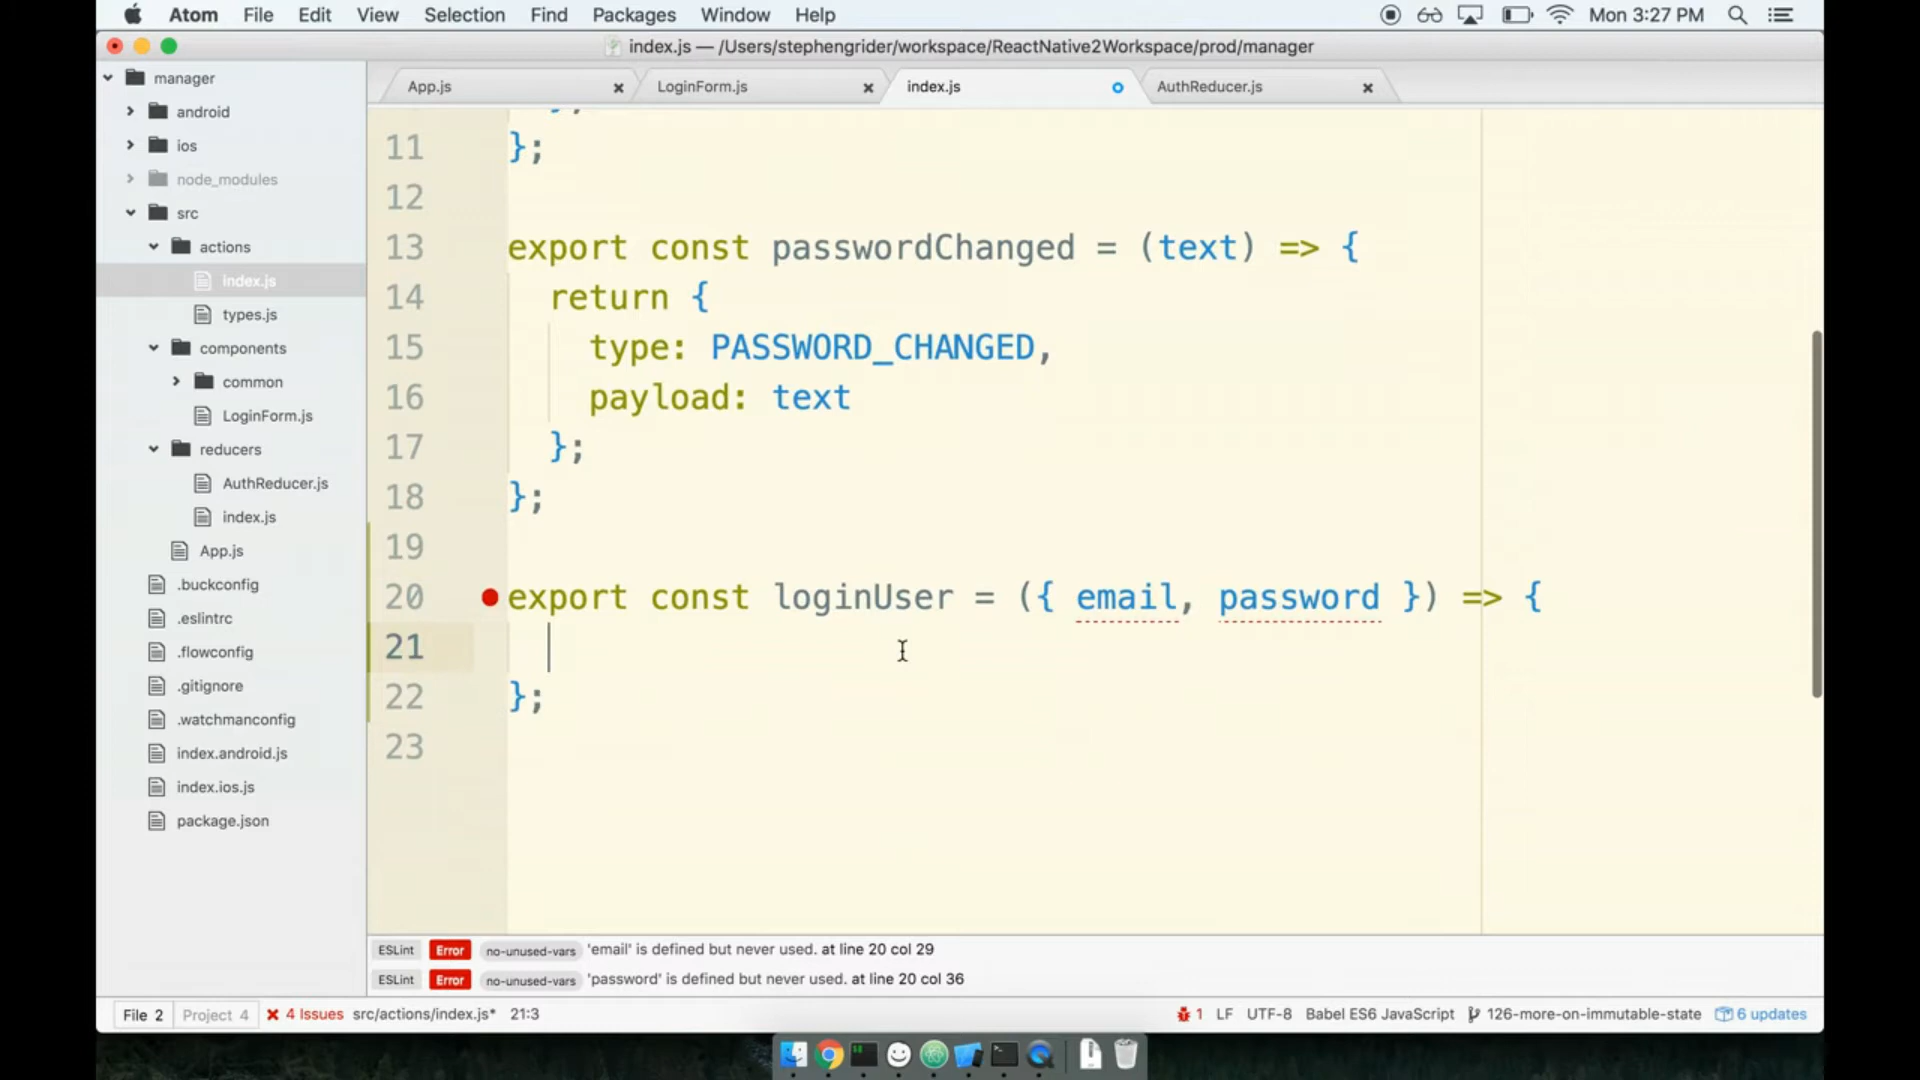 Atom File Edit View Selection Find Packages Window Help Mon 3:27 PM
index.js — /Users/stephengrider/workspace/ReactNative2Workspace/prod/manager
manager
android
ios
node_modules
src
actions
index.js
types.js
components
common
LoginForm.js
reducers
AuthReducer.js
index.js
App.js
.buckconfig
.eslintrc
.flowconfig
.gitignore
.watchmanconfig
index.android.js
index.ios.js
package.json
App.js LoginForm.js index.js AuthReducer.js
11 };
12
13 export const passwordChanged = (text) => {
14 return {
15 type: PASSWORD_CHANGED,
16 payload: text
17 };
18 };
19
20 export const loginUser = ({ email, password }) => {
21
22 };
23
ESLint Error no-unused-vars 'email' is defined but never used. at line 20 col 29
ESLint Error no-unused-vars 'password' is defined but never used. at line 20 col 36
File 2 Project 4 4 Issues src/actions/index.js* 21:3 1 LF UTF-8 Babel ES6 JavaScript 126-more-on-immutable-state 6 updates